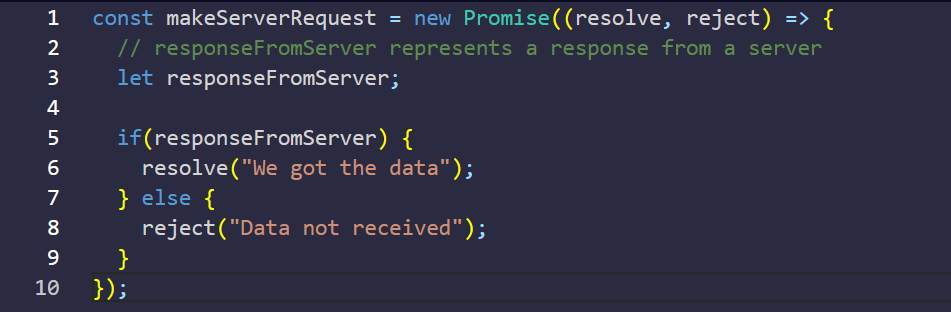 1 const makeServerRequest = new Promise((resolve, reject) => {
2   // responseFromServer represents a response from a server
3   let responseFromServer;
4
5   if(responseFromServer) {
6     resolve("We got the data");
7   } else {
8     reject("Data not received");
9   }
10 });